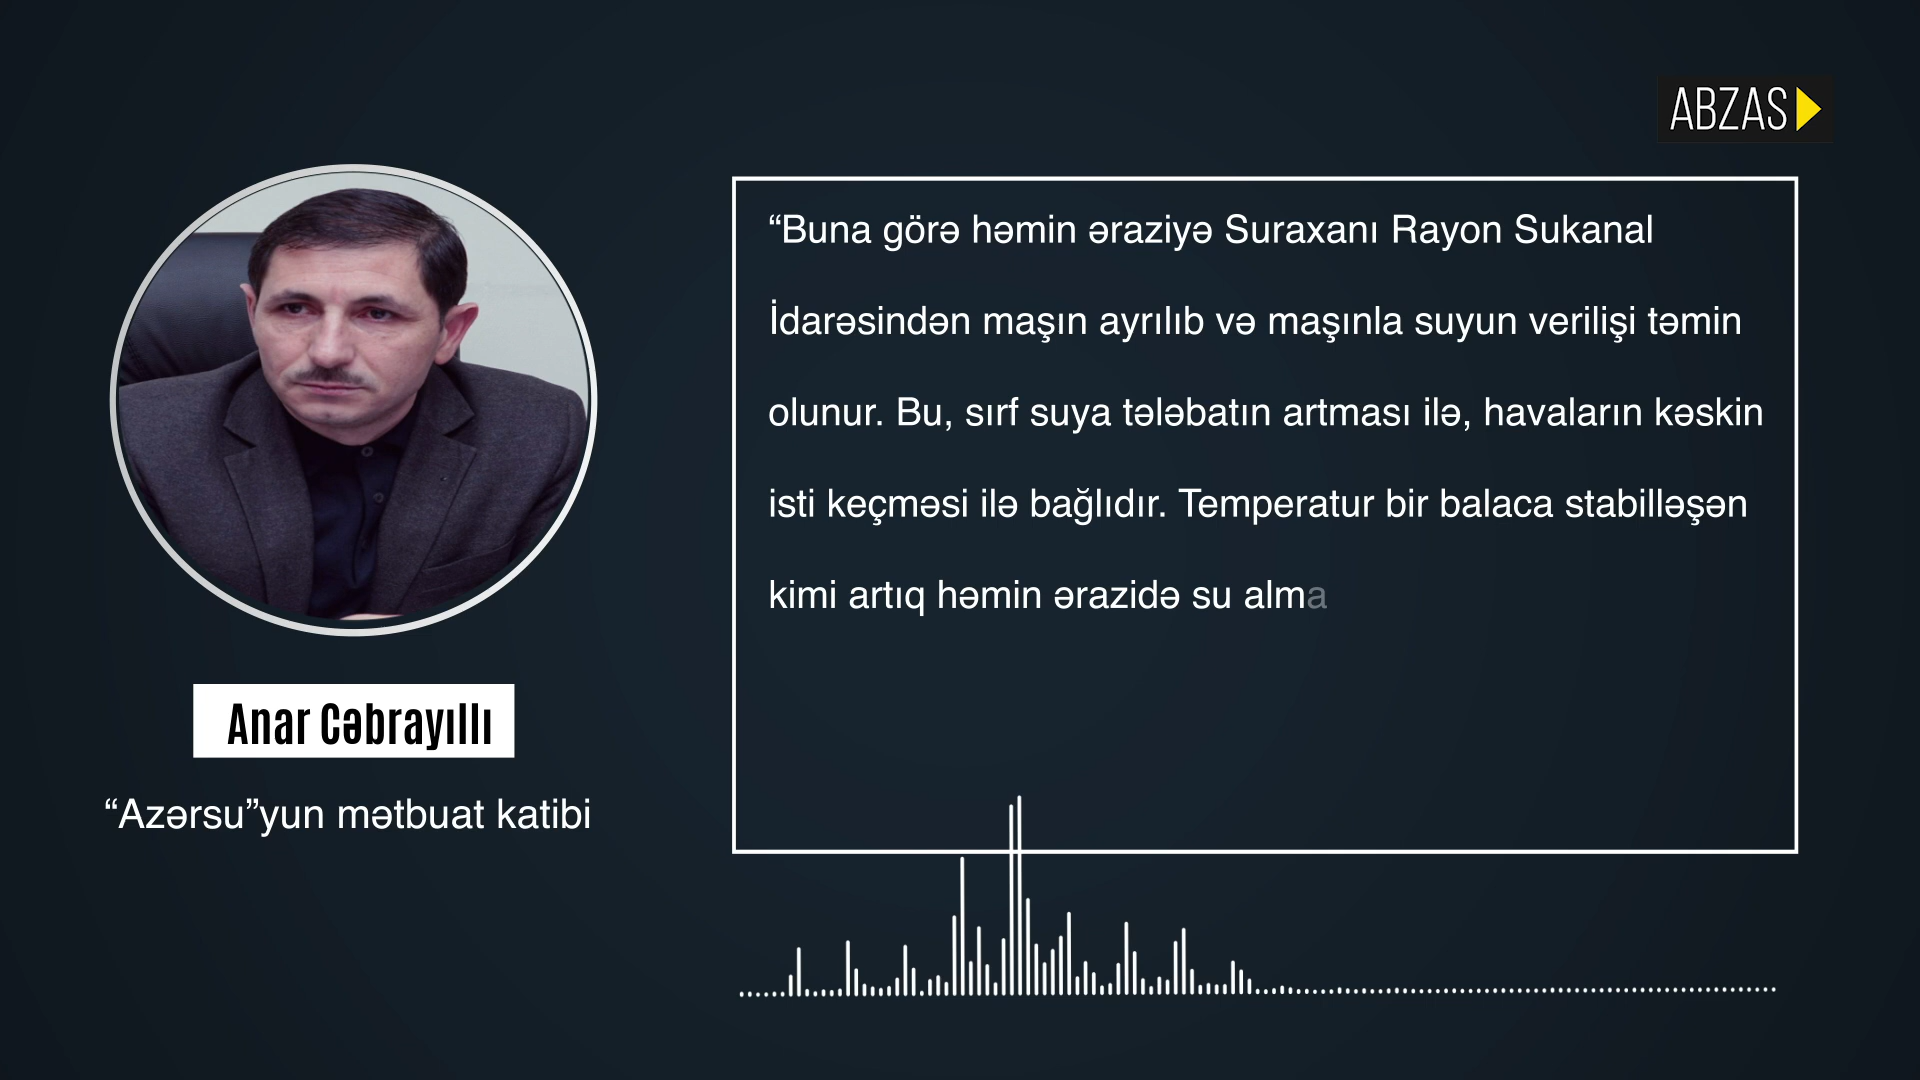 ABZAS
“Buna görə həmin əraziyə Suraxanı Rayon Sukanal
İdarəsindən maşın ayrılıb və maşınla suyun verilişi təmin
olunur. Bu, sırf suya tələbatın artması ilə, havaların kəskin
isti keçməsi ilə bağlıdır. Temperatur bir balaca stabilləşən
kimi artıq həmin ərazidə su alma
Anar Cəbrayıllı
“Azərsu”yun mətbuat katibi